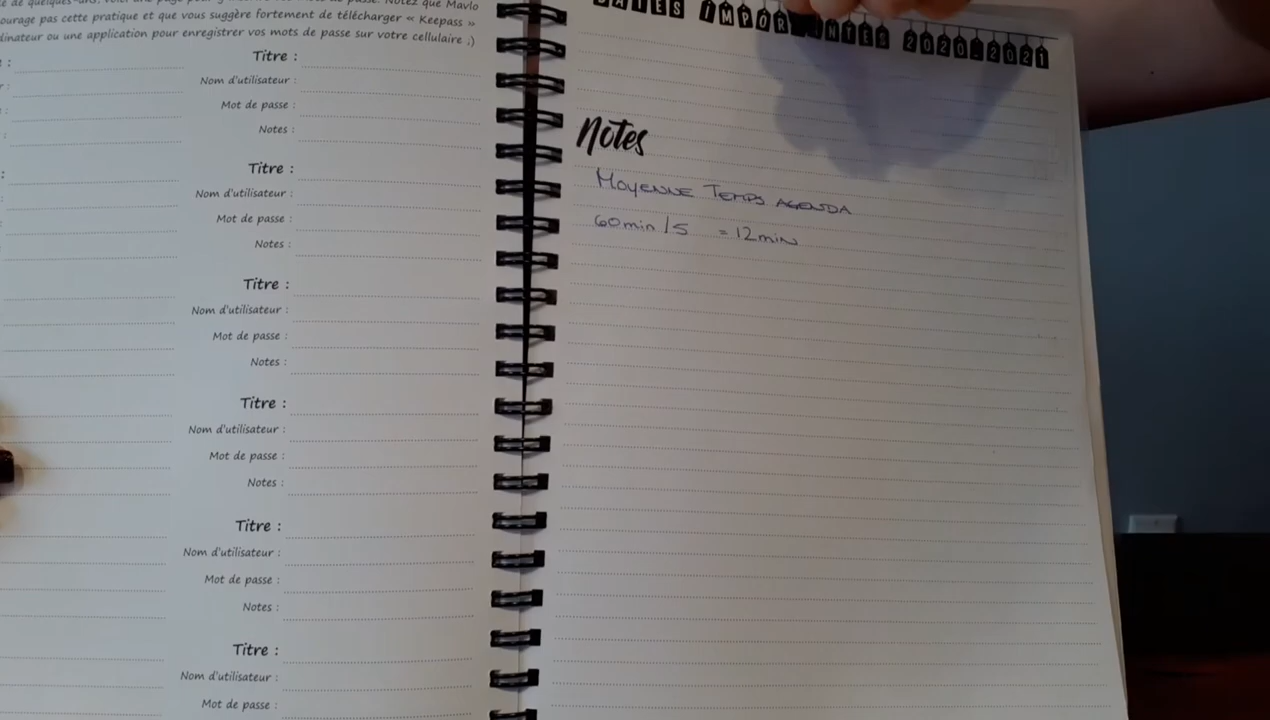 ourage pas cette pratique et que vous suggère fortement de télécharger « Keepass »
dinateur ou une application pour enregistrer vos mots de passe sur votre cellulaire ;)
Titre :
Nom d'utilisateur :
Mot de passe :
Notes :
Titre :
Nom d'utilisateur :
Mot de passe :
Notes :
Titre :
Nom d'utilisateur :
Mot de passe :
Notes :
Titre :
Nom d'utilisateur :
Mot de passe :
Notes :
Titre :
Nom d'utilisateur :
Mot de passe :
Notes :
Titre :
Nom d'utilisateur :
Mot de passe :
2020-2021
Notes
MOYENNE TEMPS AGENDA
60min/5 = 12min